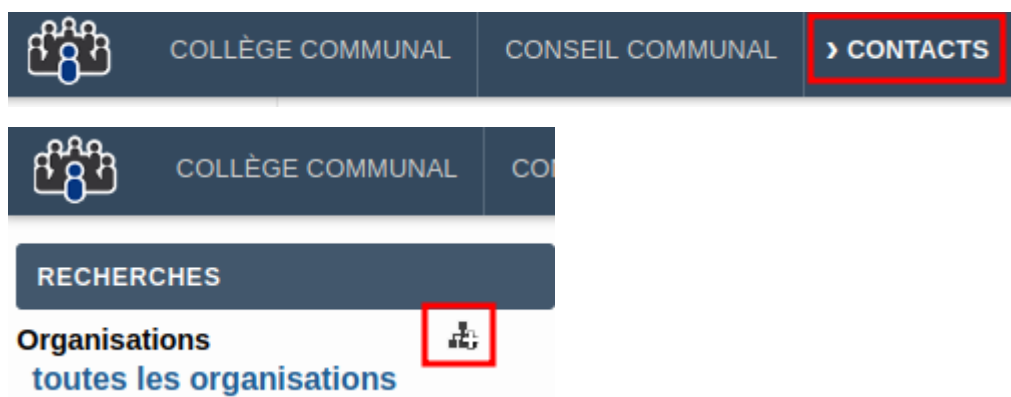 COLLÈGE COMMUNAL CONSEIL COMMUNAL › CONTACTS
COLLÈGE COMMUNAL
RECHERCHES
Organisations
toutes les organisations